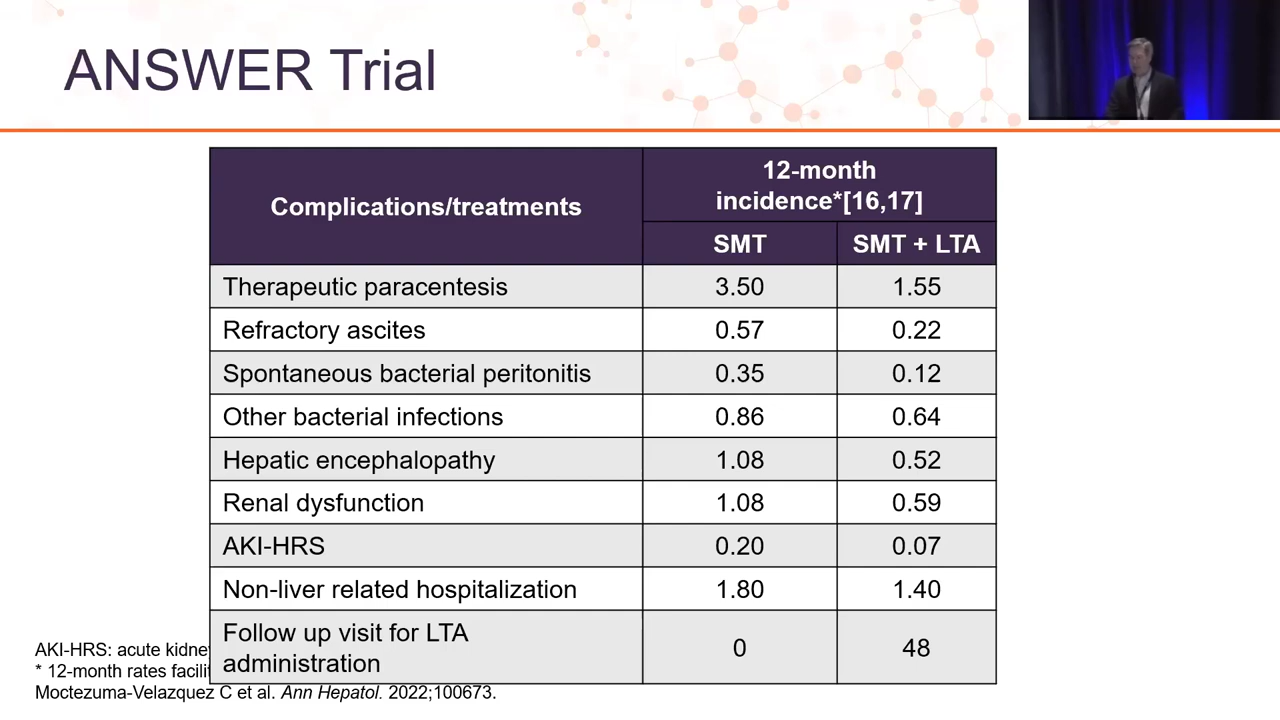 ANSWER Trial
Complications/treatments
12-month
incidence*[16,17]
SMT
SMT + LTA
Therapeutic paracentesis
3.50
1.55
Refractory ascites
0.57
0.22
Spontaneous bacterial peritonitis
0.35
0.12
Other bacterial infections
0.86
0.64
Hepatic encephalopathy
1.08
0.52
Renal dysfunction
1.08
0.59
AKI-HRS
0.20
0.07
Non-liver related hospitalization
1.80
1.40
Follow up visit for LTA
administration
0
48
AKI-HRS: acute
* 12-month rates
Moctezuma-Velazquez C et al. Ann Hepatol. 2022;100673.